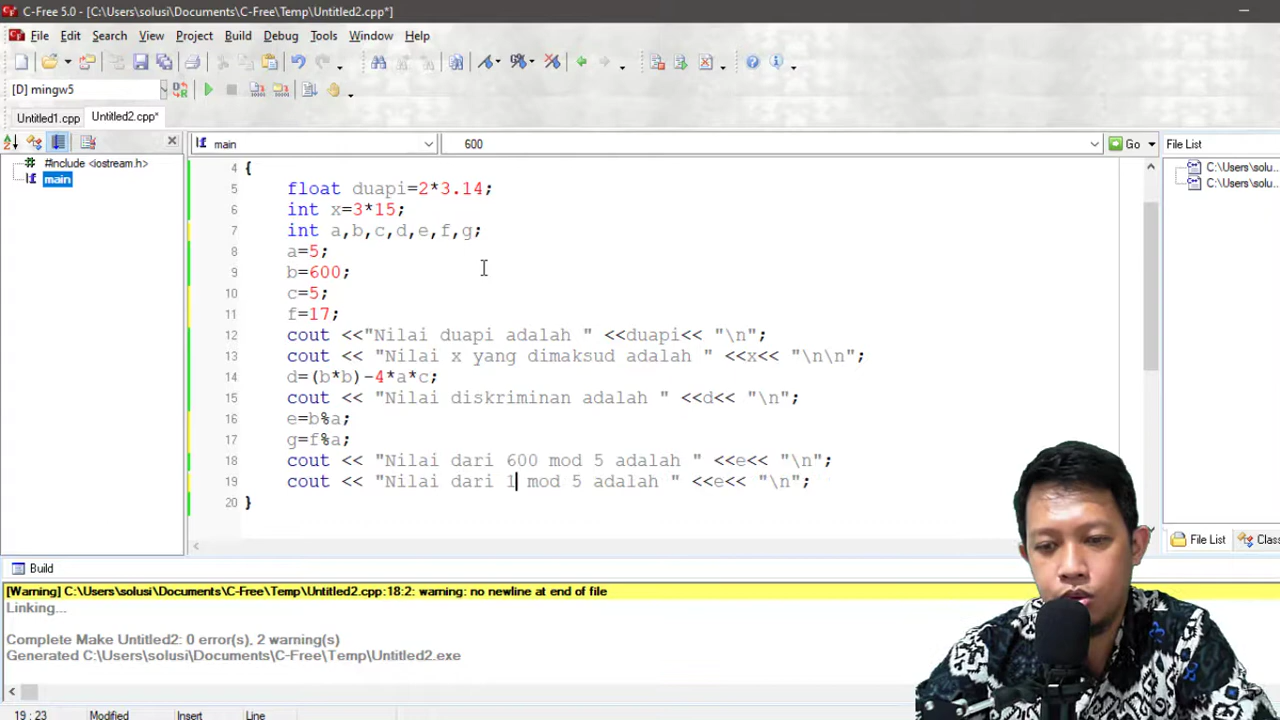 C-Free 5.0 - [C:\Users\solusi\Documents\C-Free\Temp\Untitled2.cpp*]
File Edit Search View Project Build Debug Tools Window Help
[D] mingw5
Untitled1.cpp Untitled2.cpp*
main 600 Go File List
#include <iostream.h>
main
C:\Users\solu...
C:\Users\solu...
4 {
5 float duapi=2*3.14;
6 int x=3*15;
7 int a,b,c,d,e,f,g;
8 a=5;
9 b=600;
10 c=5;
11 f=17;
12 cout <<"Nilai duapi adalah " <<duapi<< "\n";
13 cout << "Nilai x yang dimaksud adalah " <<x<< "\n\n";
14 d=(b*b)-4*a*c;
15 cout << "Nilai diskriminan adalah " <<d<< "\n";
16 e=b%a;
17 g=f%a;
18 cout << "Nilai dari 600 mod 5 adalah " <<e<< "\n";
19 cout << "Nilai dari 1 mod 5 adalah " <<e<< "\n";
20 }
File List Class
Build
[Warning] C:\Users\solusi\Documents\C-Free\Temp\Untitled2.cpp:18:2: warning: no newline at end of file
Linking...
Complete Make Untitled2: 0 error(s), 2 warning(s)
Generated C:\Users\solusi\Documents\C-Free\Temp\Untitled2.exe
19 : 23 Modified Insert Line